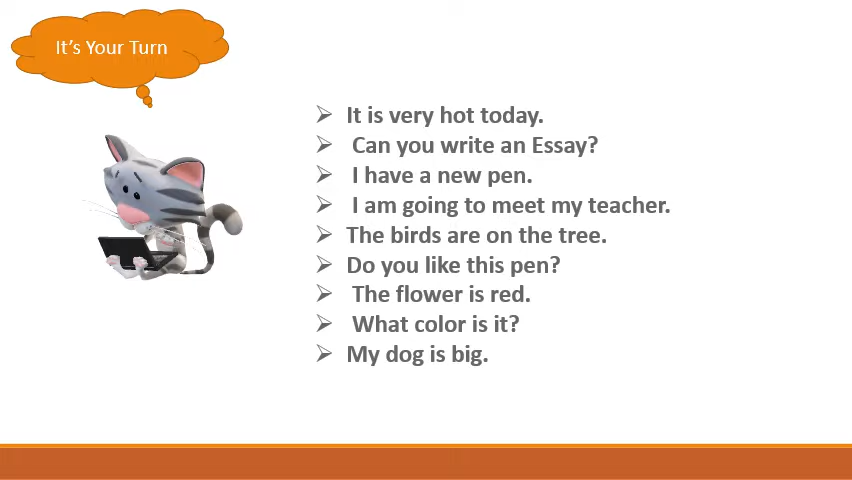 It's Your Turn
It is very hot today.
Can you write an Essay?
I have a new pen.
I am going to meet my teacher.
The birds are on the tree.
Do you like this pen?
The flower is red.
What color is it?
My dog is big.